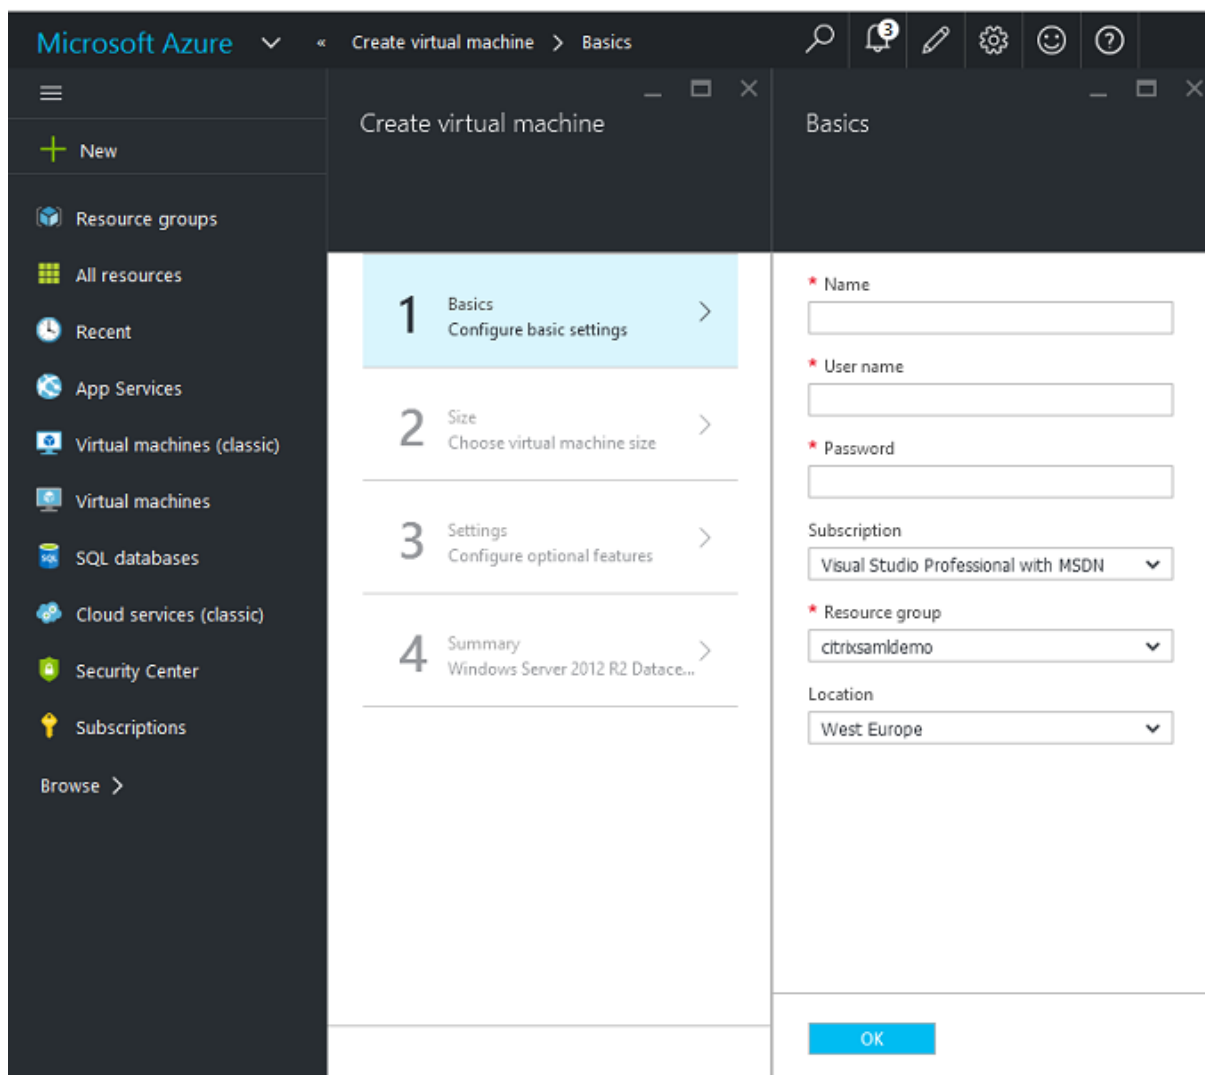 Microsoft Azure
« Create virtual machine > Basics
3
New
Resource groups
All resources
Recent
App Services
Virtual machines (classic)
Virtual machines
SQL databases
Cloud services (classic)
Security Center
Subscriptions
Browse >
Create virtual machine
1
Basics
Configure basic settings
2
Size
Choose virtual machine size
3
Settings
Configure optional features
4
Summary
Windows Server 2012 R2 Datace...
Basics
* Name
* User name
* Password
Subscription
Visual Studio Professional with MSDN
* Resource group
citrixsamldemo
Location
West Europe
OK